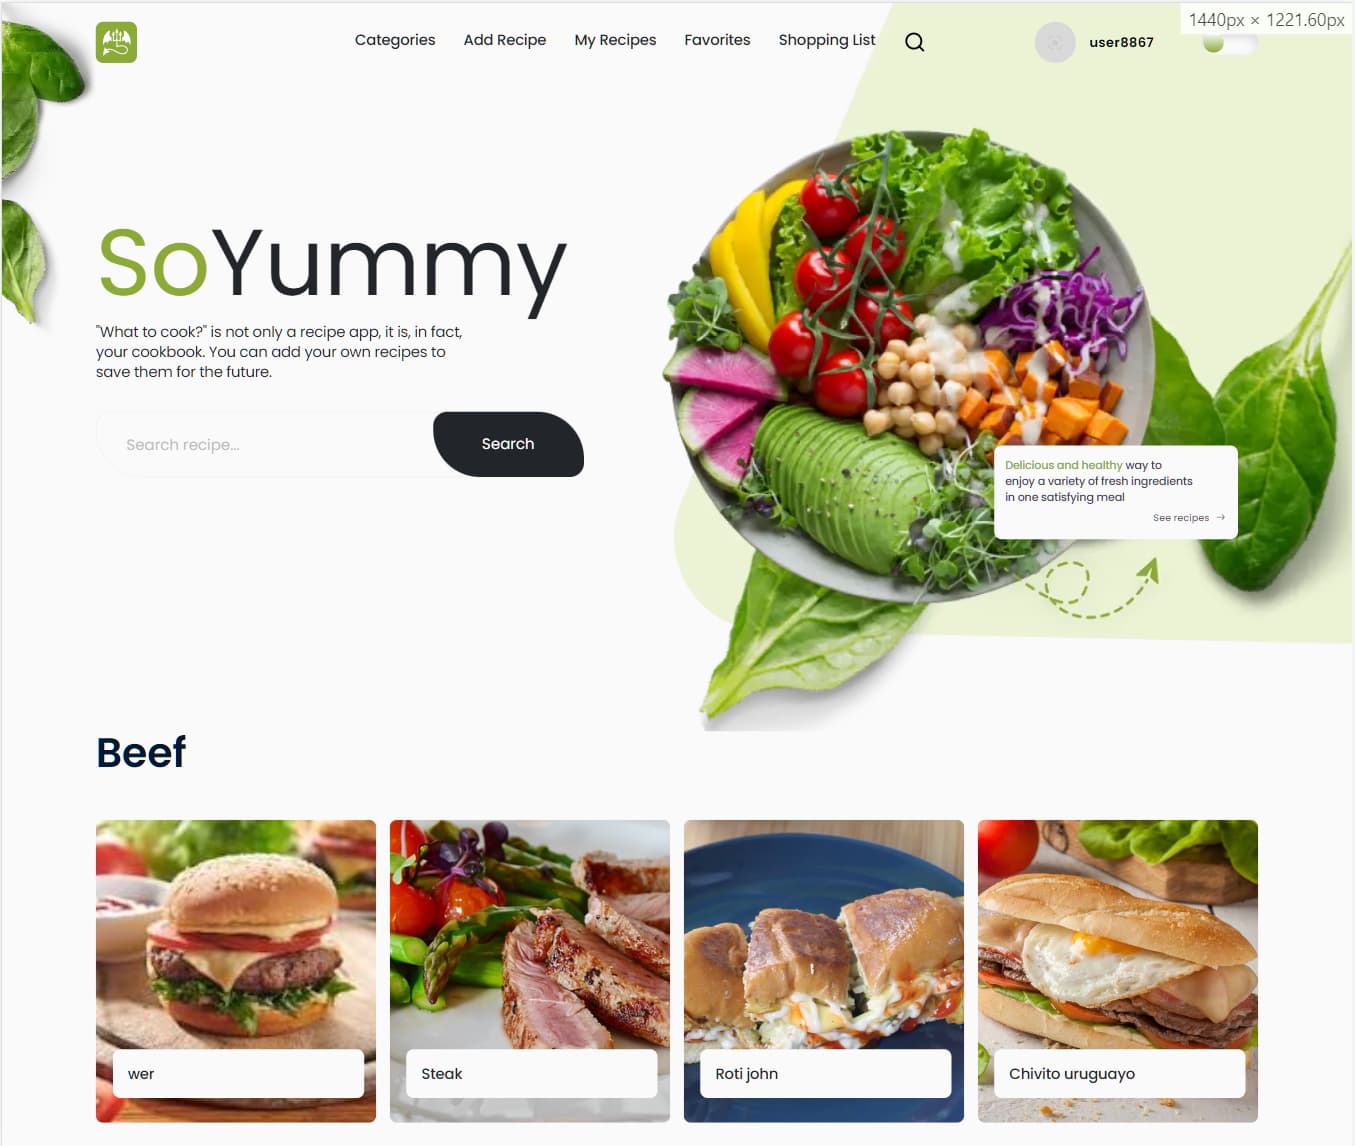 1440px × 1221.60px
Categories Add Recipe My Recipes Favorites Shopping List user8867
SoYummy
"What to cook?" is not only a recipe app, it is, in fact,
your cookbook. You can add your own recipes to
save them for the future.
Search recipe... Search
Delicious and healthy way to
enjoy a variety of fresh ingredients
in one satisfying meal
See recipes →
Beef
wer
Steak
Roti john
Chivito uruguayo